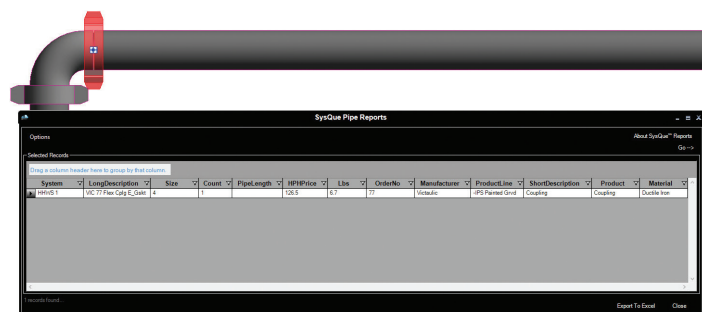 SysQue Pipe Reports
Options
About SysQue™ Reports
Go -->
Selected Records
Drag a column header here to group by that column.
System LongDescription Size Count PipeLength HPHPrice Lbs OrderNo Manufacturer ProductLine ShortDescription Product Material
HHWS 1 VIC 77 Flex Cplg E_Gskt 4 1 126.5 6.7 77 Victaulic -IPS Painted Grvd Coupling Coupling Ductile Iron
1 records found...
Export To Excel Close